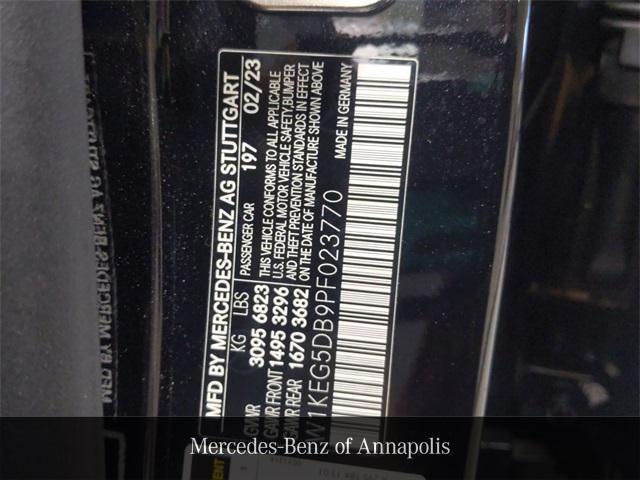 MFD BY MERCEDES-BENZ AG STUTTGART
PASSENGER CAR 197 02/23
KG LBS
GVWR 3095 6823
GAWR FRONT 1495 3296
GAWR REAR 1670 3682
THIS VEHICLE CONFORMS TO ALL APPLICABLE
U.S. FEDERAL MOTOR VEHICLE SAFETY, BUMPER
AND THEFT PREVENTION STANDARDS IN EFFECT
ON THE DATE OF MANUFACTURE SHOWN ABOVE
W1KEG5DB9PF023770
MADE IN GERMANY
Mercedes-Benz of Annapolis